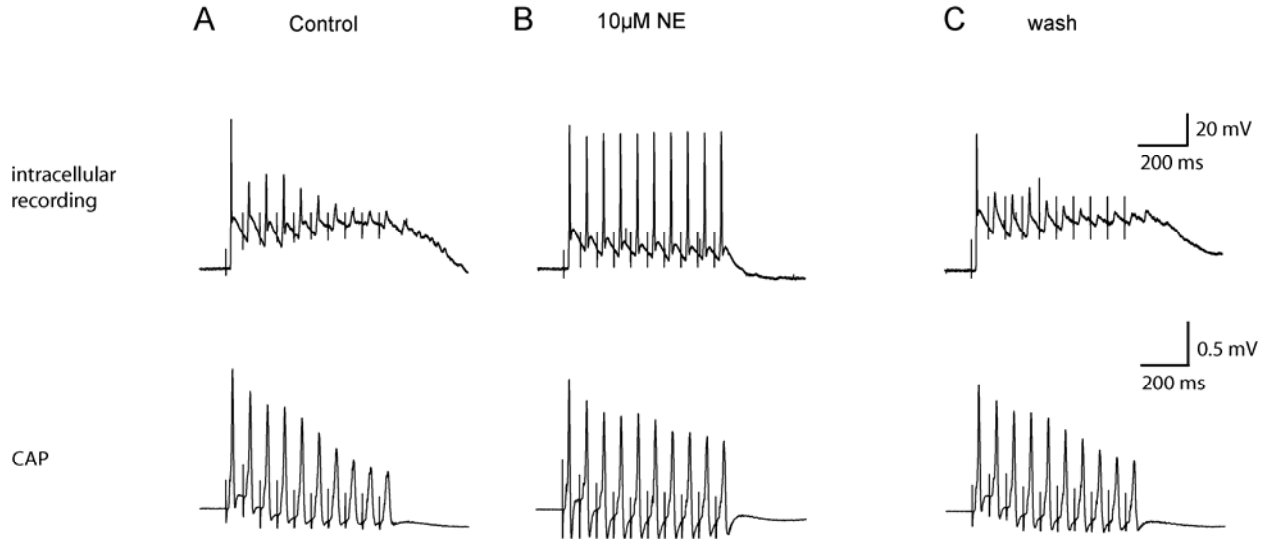 A Control
B 10µM NE
C wash
intracellular
recording
20 mV
200 ms
0.5 mV
200 ms
CAP